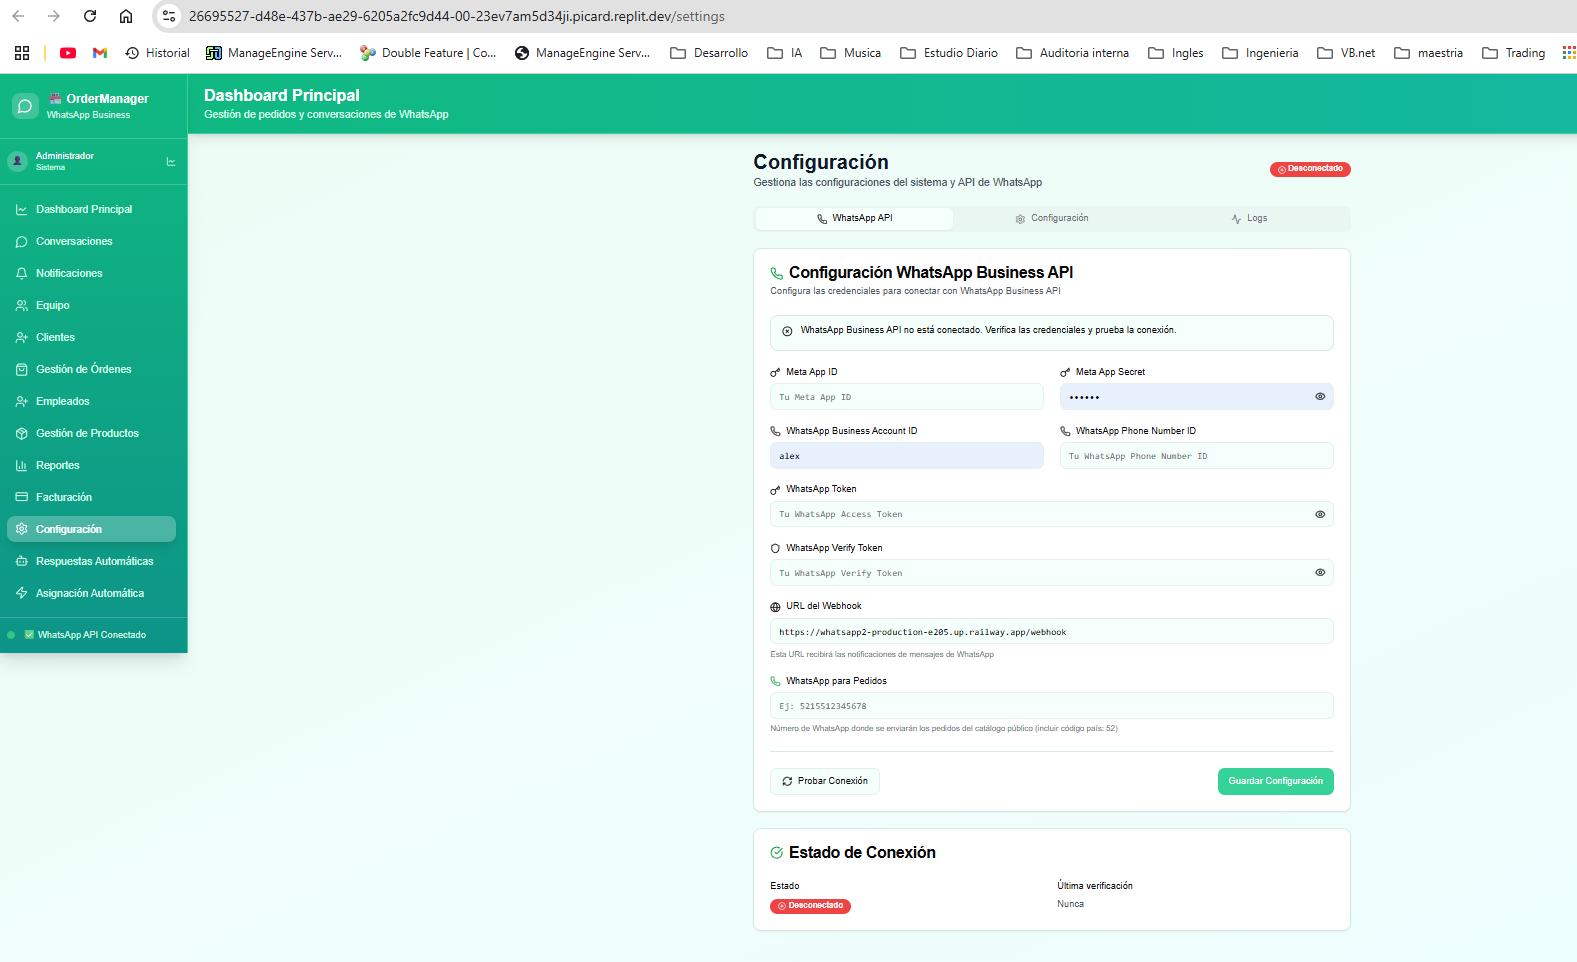 26695527-d48e-437b-ae29-6205a2fc9d44-00-23ev7am5d34ji.picard.replit.dev/settings
Historial ManageEngine Serv... Double Feature | Co... ManageEngine Serv... Desarrollo IA Musica Estudio Diario Auditoria interna Ingles Ingenieria VB.net maestria Trading
OrderManager
WhatsApp Business
Administrador
Sistema
Dashboard Principal
Conversaciones
Notificaciones
Equipo
Clientes
Gestión de Órdenes
Empleados
Gestión de Productos
Reportes
Facturación
Configuración
Respuestas Automáticas
Asignación Automática
WhatsApp API Conectado
Dashboard Principal
Gestión de pedidos y conversaciones de WhatsApp
Configuración
Gestiona las configuraciones del sistema y API de WhatsApp
Desconectado
WhatsApp API Configuración Logs
Configuración WhatsApp Business API
Configura las credenciales para conectar con WhatsApp Business API
WhatsApp Business API no está conectado. Verifica las credenciales y prueba la conexión.
Meta App ID Meta App Secret
Tu Meta App ID ••••••
WhatsApp Business Account ID WhatsApp Phone Number ID
alex Tu WhatsApp Phone Number ID
WhatsApp Token
Tu WhatsApp Access Token
WhatsApp Verify Token
Tu WhatsApp Verify Token
URL del Webhook
https://whatsapp2-production-e205.up.railway.app/webhook
Esta URL recibirá las notificaciones de mensajes de WhatsApp
WhatsApp para Pedidos
Ej: 5215512345678
Número de WhatsApp donde se enviarán los pedidos del catálogo público (incluir código país: 52)
Probar Conexión Guardar Configuración
Estado de Conexión
Estado Última verificación
Desconectado Nunca